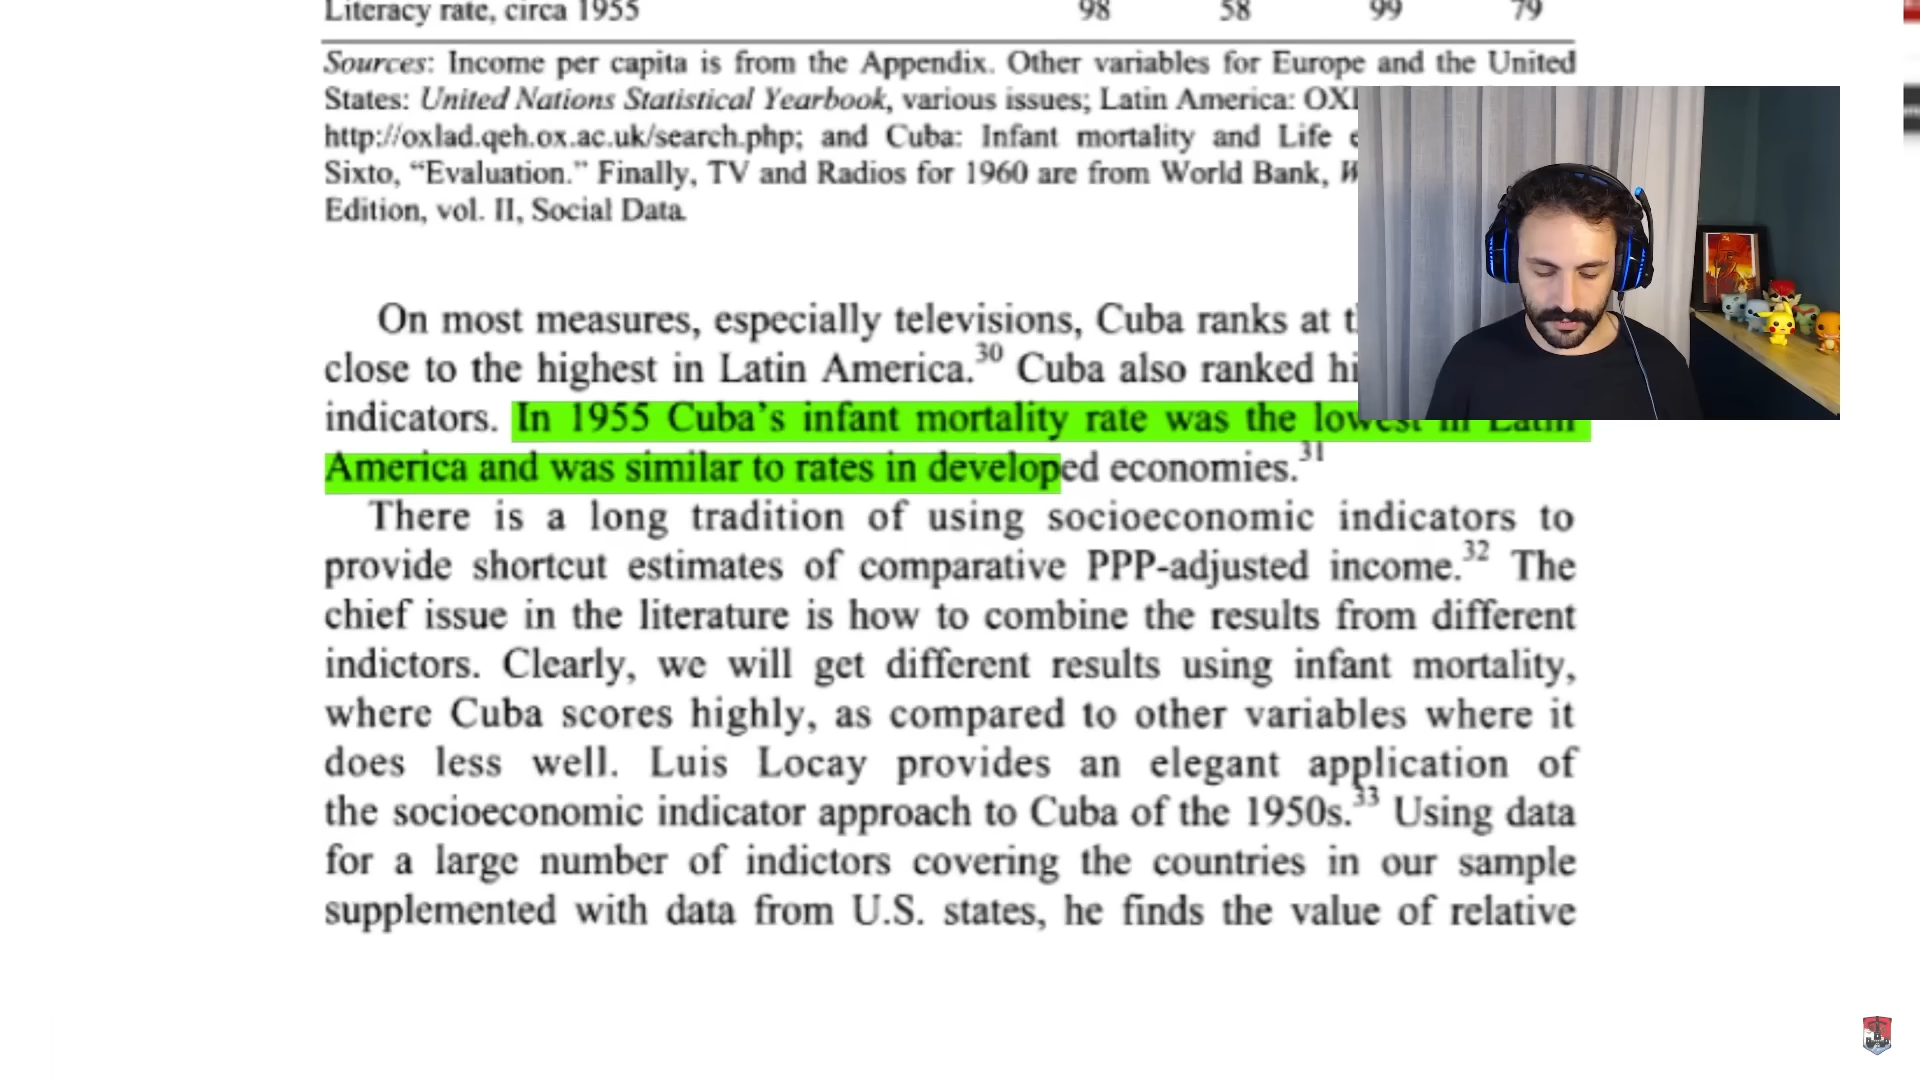 Literacy rate, circa 1955 98 58 99 79
Sources: Income per capita is from the Appendix. Other variables for Europe and the United
States: United Nations Statistical Yearbook, various issues; Latin America:
http://oxlad.qeh.ox.ac.uk/search.php; and Cuba: Infant mortality and Life
Sixto, “Evaluation.” Finally, TV and Radios for 1960 are from World Bank,
Edition, vol. II, Social Data
On most measures, especially televisions, Cuba ranks at
close to the highest in Latin America.30 Cuba also ranked
indicators. In 1955 Cuba’s infant mortality rate was the lowest in Latin
America and was similar to rates in developed economies.31
There is a long tradition of using socioeconomic indicators to
provide shortcut estimates of comparative PPP-adjusted income.32 The
chief issue in the literature is how to combine the results from different
indictors. Clearly, we will get different results using infant mortality,
where Cuba scores highly, as compared to other variables where it
does less well. Luis Locay provides an elegant application of
the socioeconomic indicator approach to Cuba of the 1950s.33 Using data
for a large number of indictors covering the countries in our sample
supplemented with data from U.S. states, he finds the value of relative